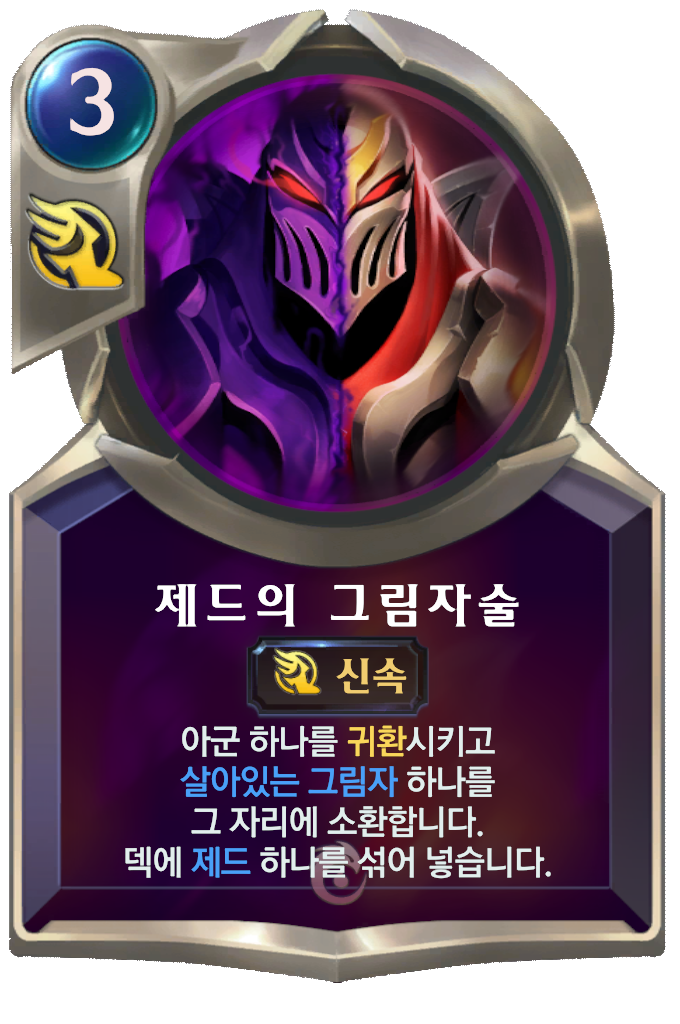 3
제드의 그림자술
신속
아군 하나를 귀환시키고
살아있는 그림자 하나를
그 자리에 소환합니다.
덱에 제드 하나를 섞어 넣습니다.